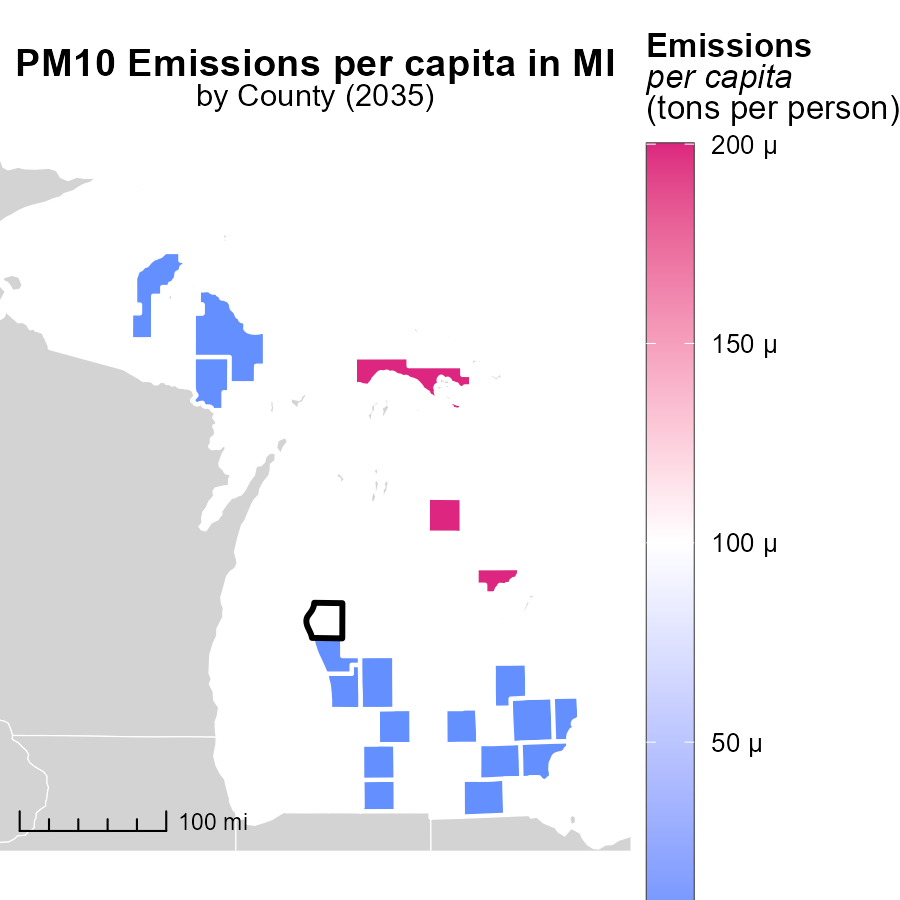 PM10 Emissions per capita in MI
by County (2035)
Emissions
per capita
(tons per person)
200 µ
150 µ
100 µ
50 µ
100 mi